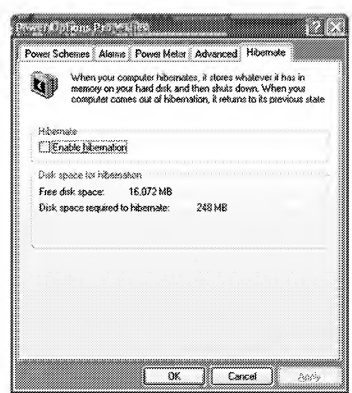 Power Options Properties
Power Schemes Alarms Power Meter Advanced Hibernate
When your computer hibernates, it stores whatever it has in
memory on your hard disk and then shuts down. When your
computer comes out of hibernation, it returns to its previous state
Hibernate
Enable hibernation
Disk space for hibernation
Free disk space: 16,072 MB
Disk space required to hibernate: 248 MB
OK Cancel Apply